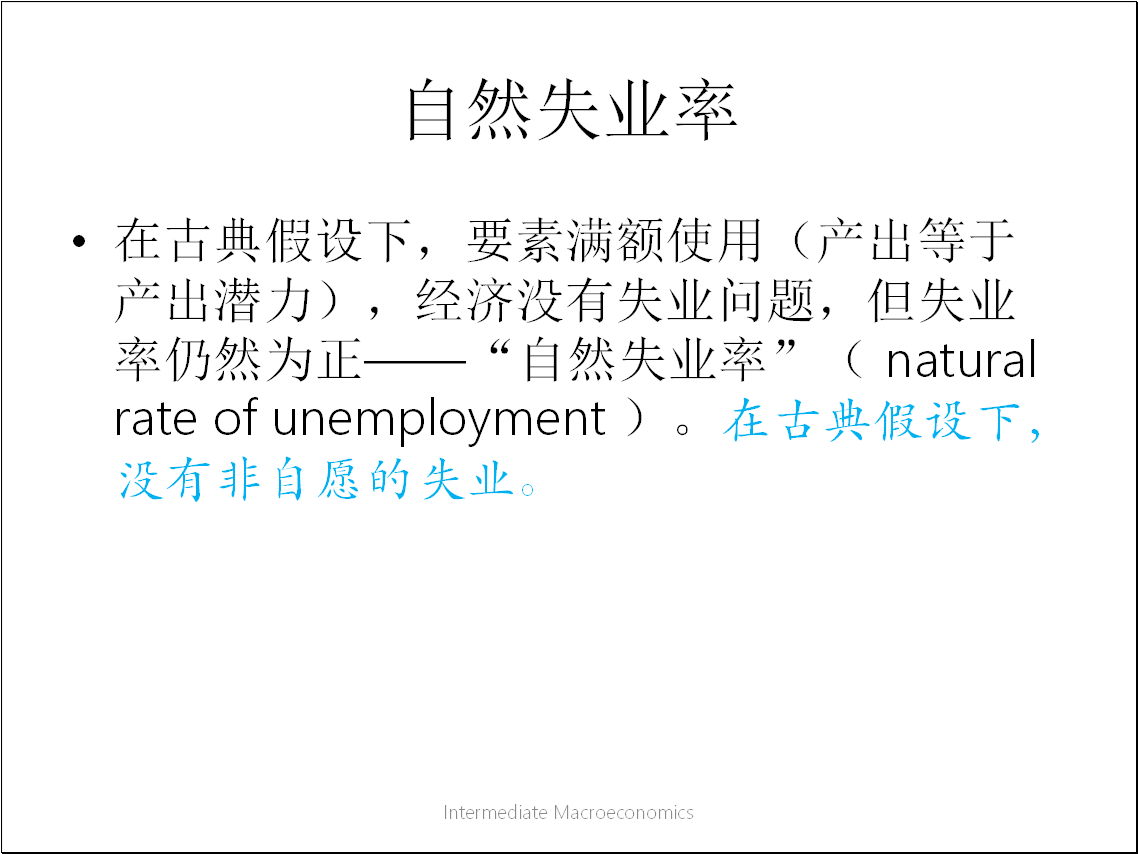 自然失业率
• 在古典假设下，要素满额使用（产出等于
产出潜力），经济没有失业问题，但失业
率仍然为正——“自然失业率”（ natural
rate of unemployment ）。在古典假设下，
没有非自愿的失业。
Intermediate Macroeconomics